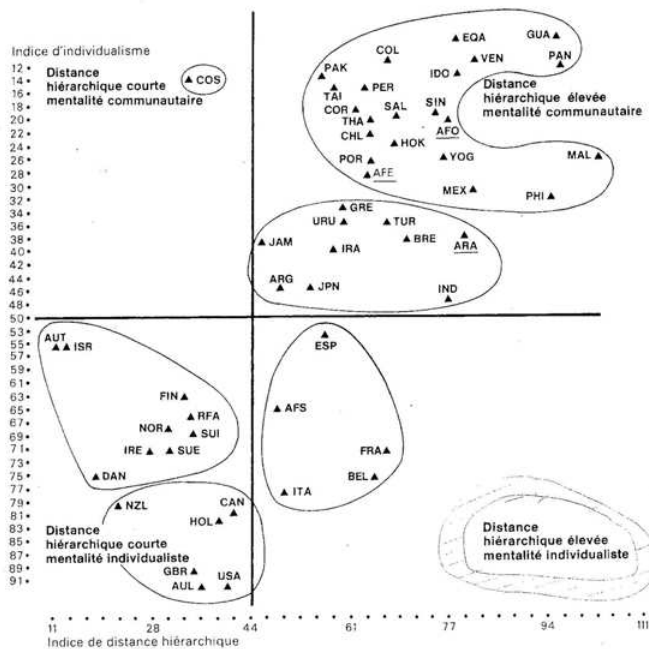 Indice d'individualisme
12
14
16
18
20
22
24
26
28
30
32
34
36
38
40
42
44
46
48
50
53
55
57
59
61
63
65
67
69
71
73
75
77
79
81
83
87
89
91
Distance
hiérarchique courte
mentalité communautaire
COS
COL
EQA
GUA
PAN
PAK
IDO
VEN
TAI
PER
Distance
hiérarchique élevée
mentalité communautaire
COR
SAL
SIN
THA
AFO
CHL
HOK
POR
YOG
MAL
AFE
MEX
PHI
GRE
URU
TUR
JAM
IRA
BRE
ARA
ARG
JPN
IND
AUT
ISR
ESP
FIN
AFS
RFA
NOR
SUI
IRE
SUE
FRA
DAN
BEL
ITA
NZL
CAN
HOL
Distance
hiérarchique courte
mentalité individualiste
Distance
hiérarchique élevée
mentalité individualiste
GBR
AUL
USA
11
28
44
61
77
94
111
Indice de distance hiérarchique